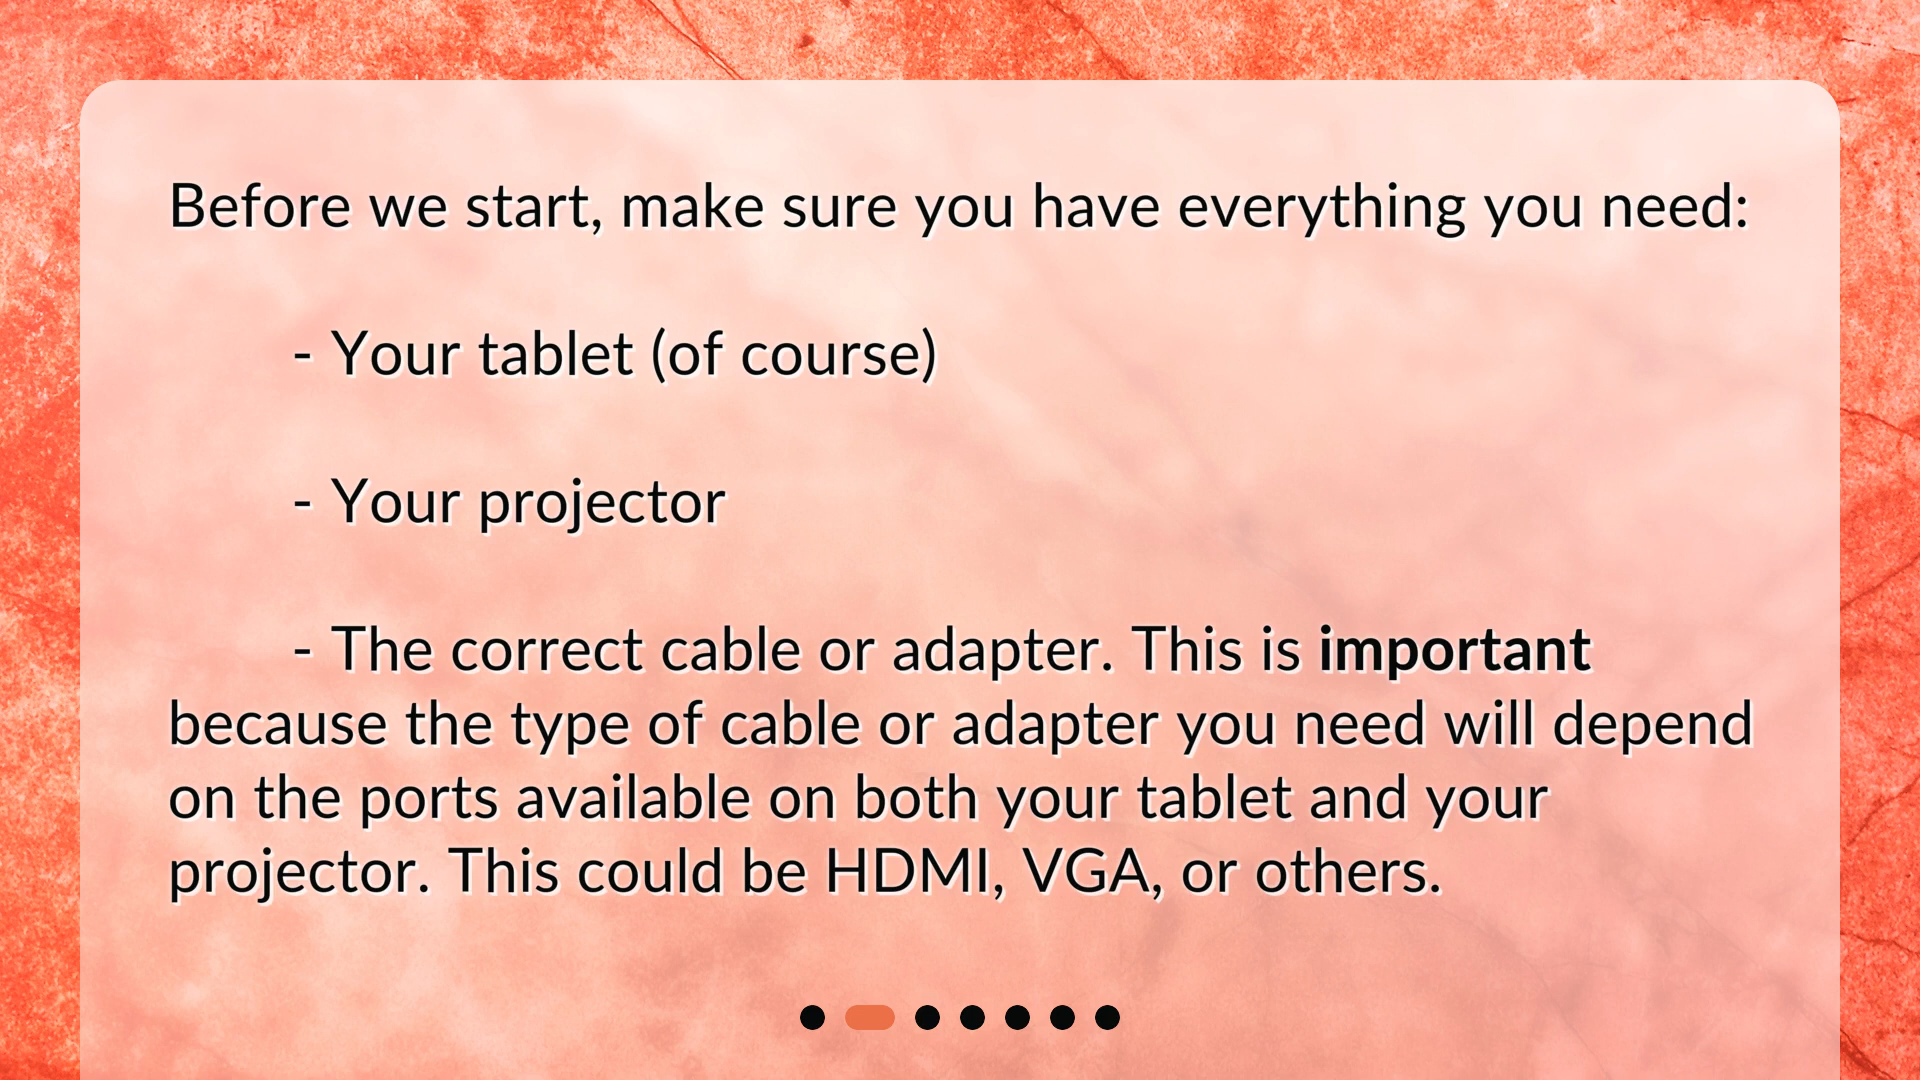 Before we start, make sure you have everything you need:
- Your tablet (of course)
- Your projector
- The correct cable or adapter. This is important
because the type of cable or adapter you need will depend
on the ports available on both your tablet and your
projector. This could be HDMI, VGA, or others.